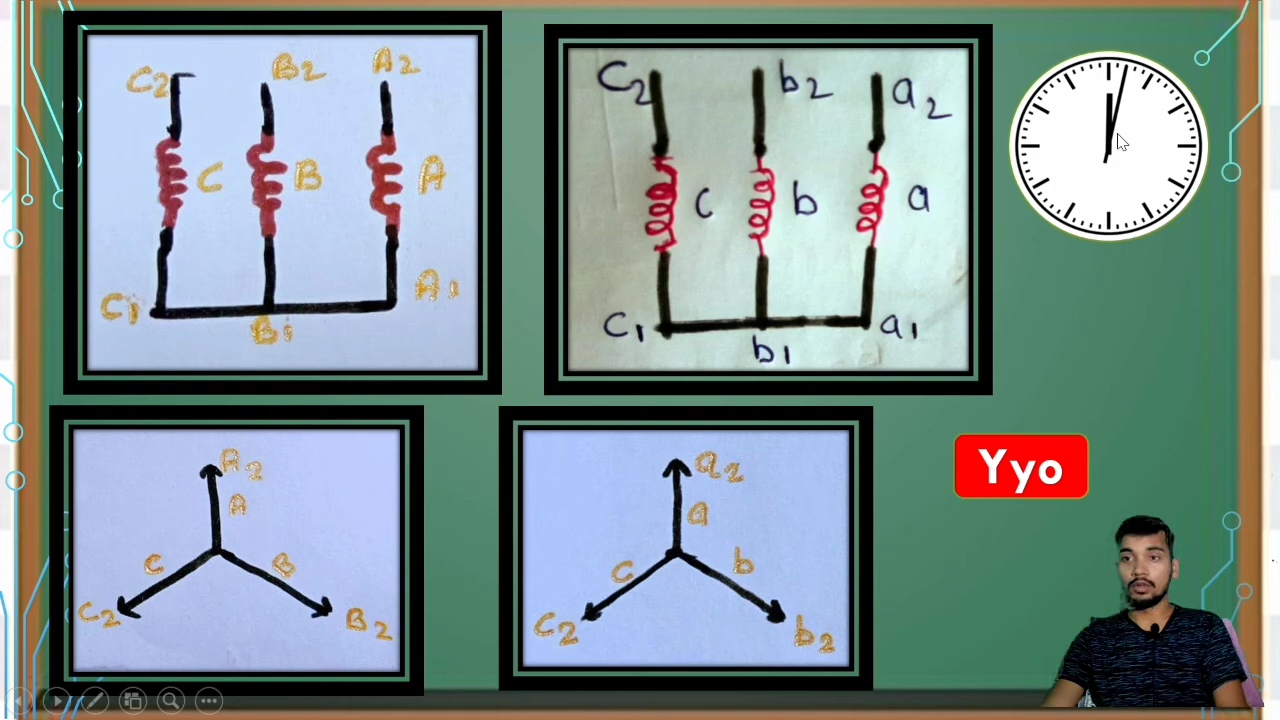 C2 B2 A2
C B A
C1 B1 A1
C2 b2 a2
c b a
C1 b1 a1
A2
A
C B
C2 B2
a2
a
c b
C2 b2
Yyo